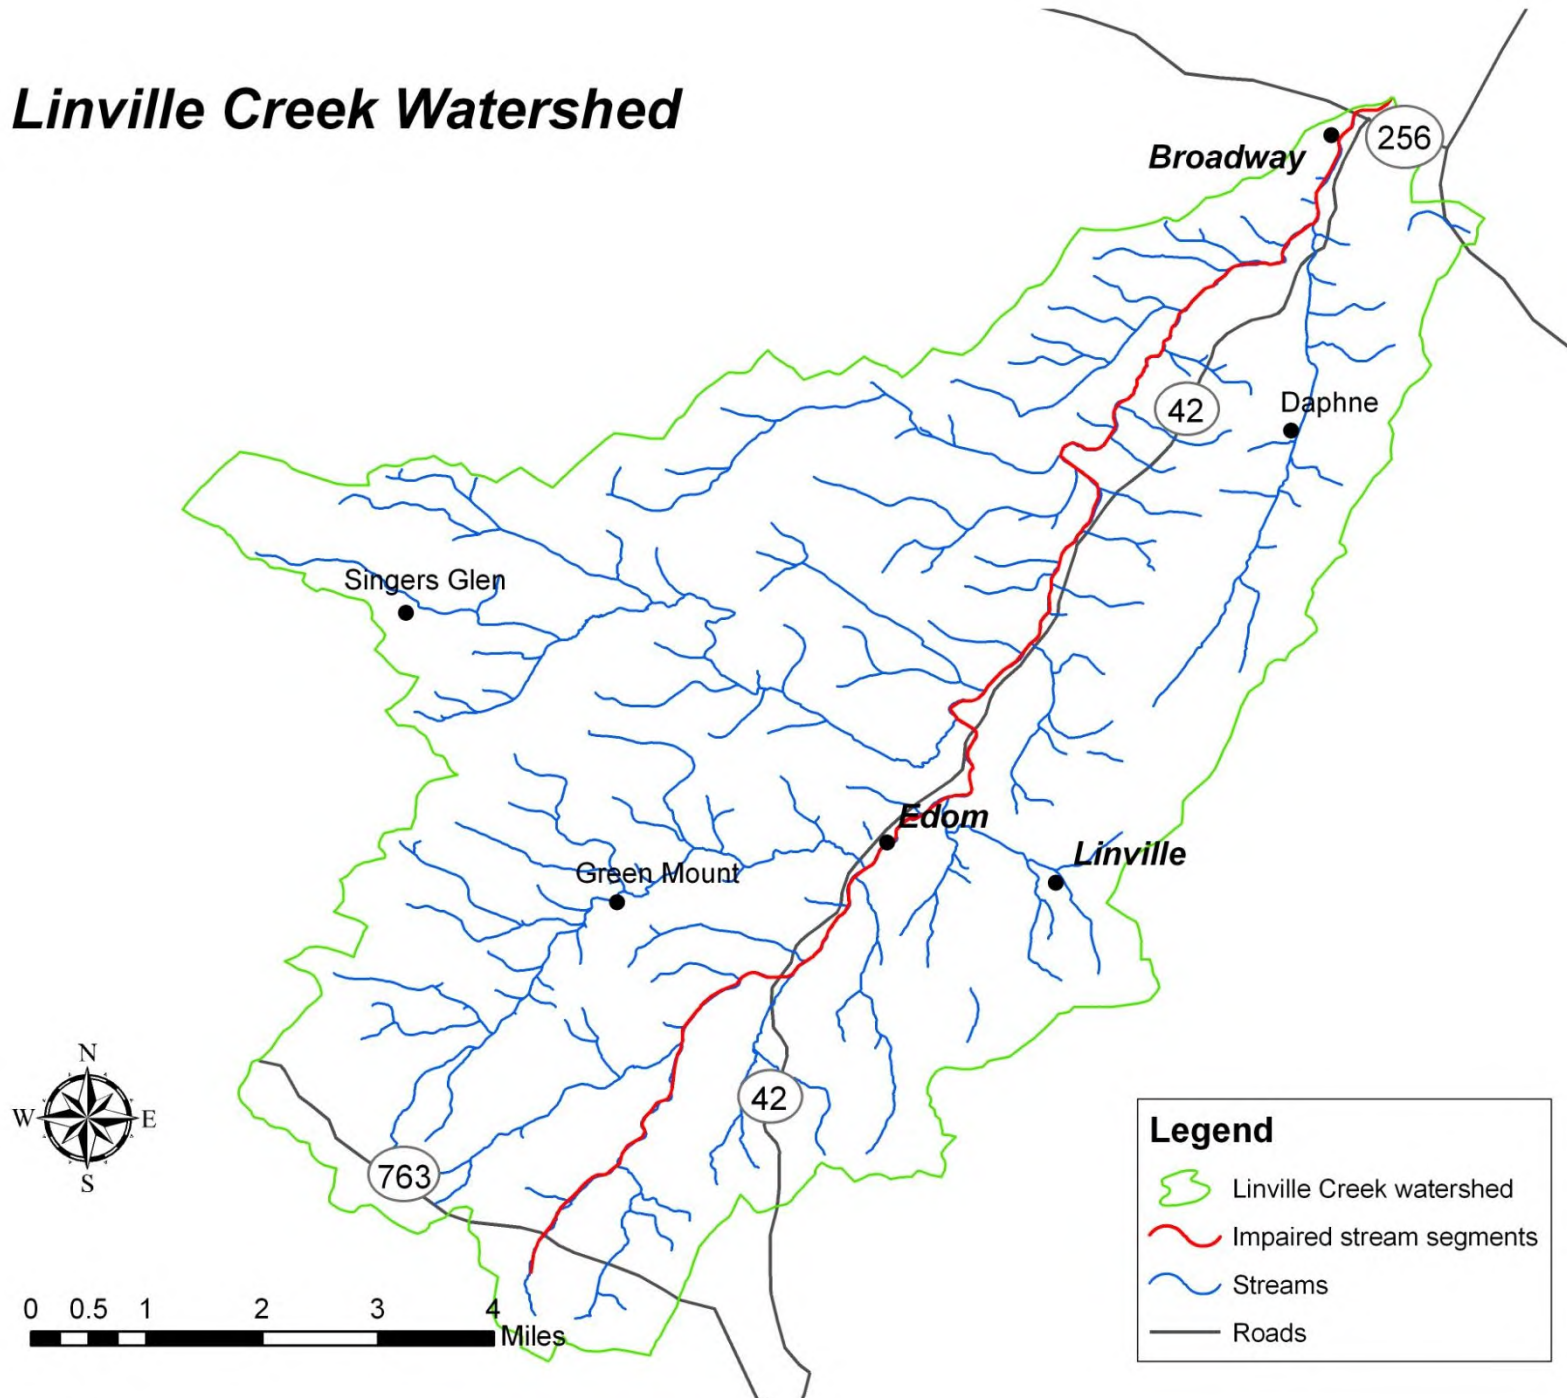 Linville Creek Watershed
256
Broadway
42
Daphne
Singers Glen
Edom
Linville
Green Mount
N
W E
S
42
763
Legend
Linville Creek watershed
Impaired stream segments
Streams
Roads
0 0.5 1 2 3 4
Miles